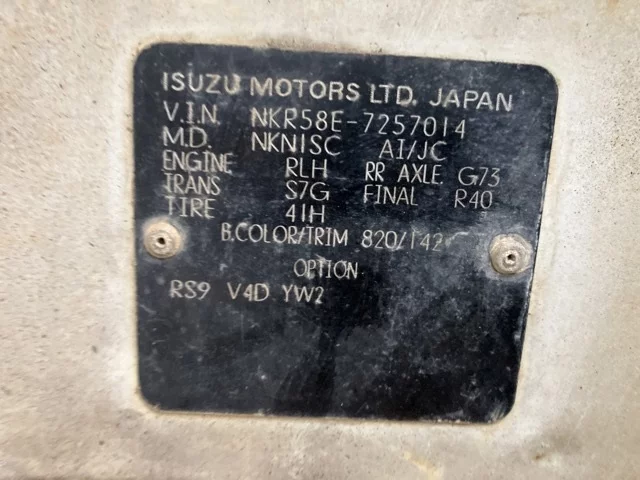 ISUZU MOTORS LTD. JAPAN
V.I.N. NKR58E-7257014
M.D. NKN1SC AI/JC
ENGINE RLH RR AXLE G73
TRANS S7G FINAL R40
TIRE 41H
B.COLOR/TRIM 820/142
OPTION
RS9 V4D YW2